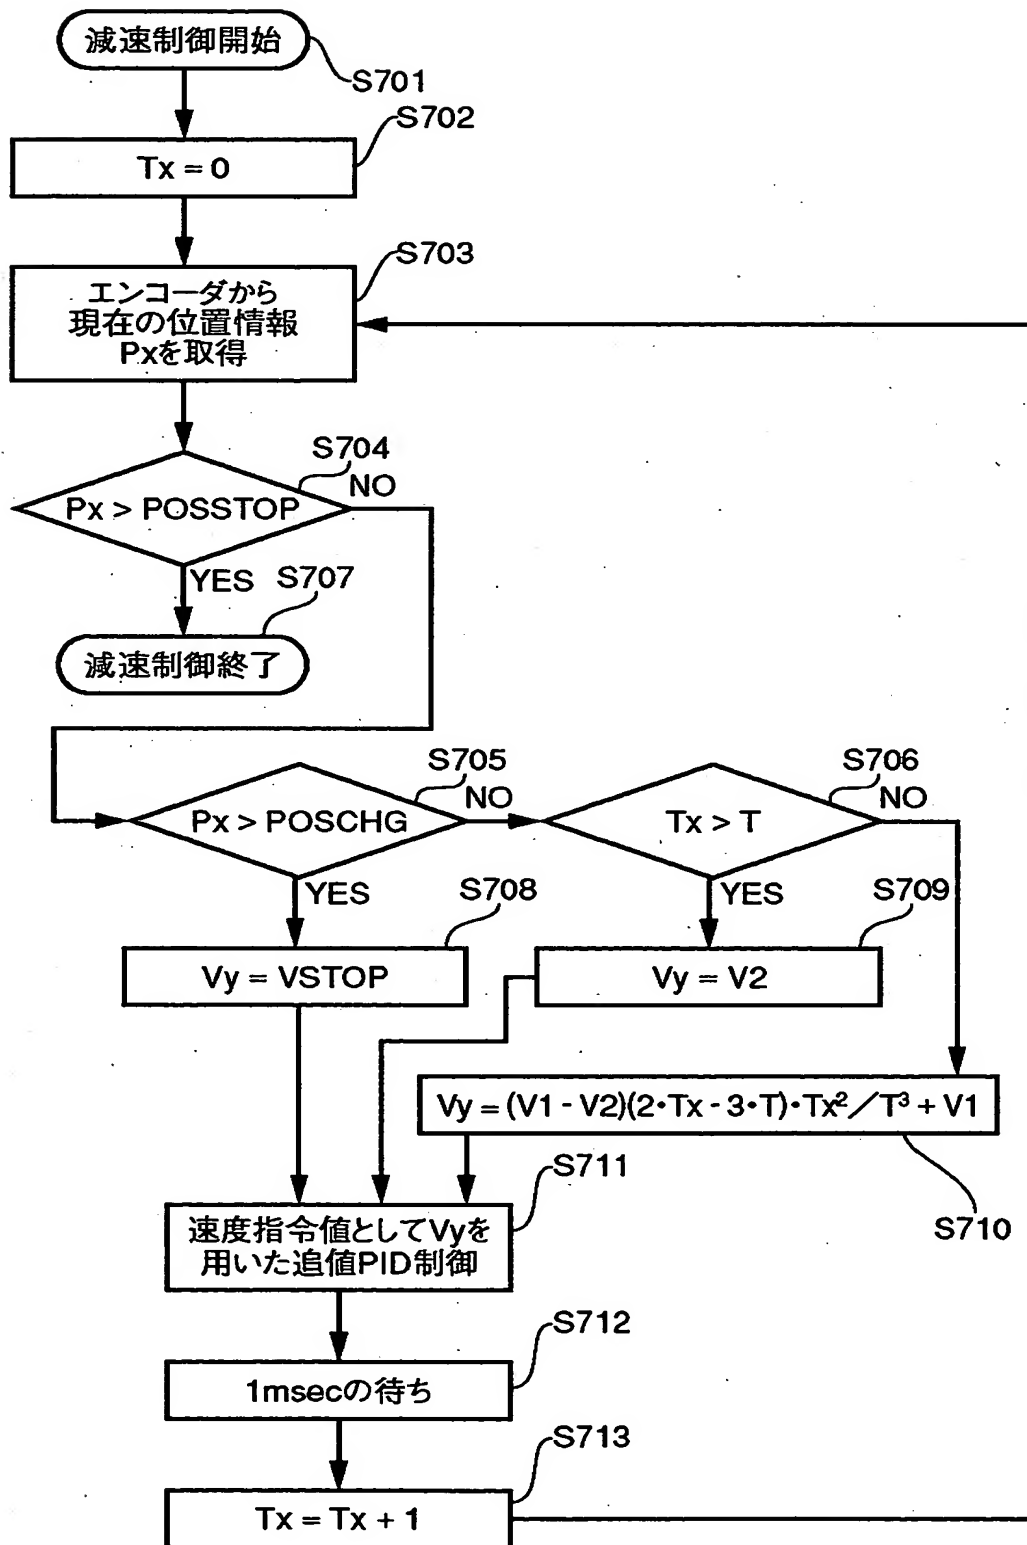 減速制御開始
S701
S702
Tx = 0
S703
エンコーダから
現在の位置情報
Pxを取得
S704
NO
Px > POSSTOP
YES
S707
減速制御終了
S705
NO
Px > POSCHG
YES
S706
NO
Tx > T
YES
S708
Vy = VSTOP
S709
Vy = V2
Vy = (V1 - V2)(2・Tx - 3・T)・Tx²／T³ + V1
S710
S711
速度指令値としてVyを
用いた追値PID制御
S712
1msecの待ち
S713
Tx = Tx + 1